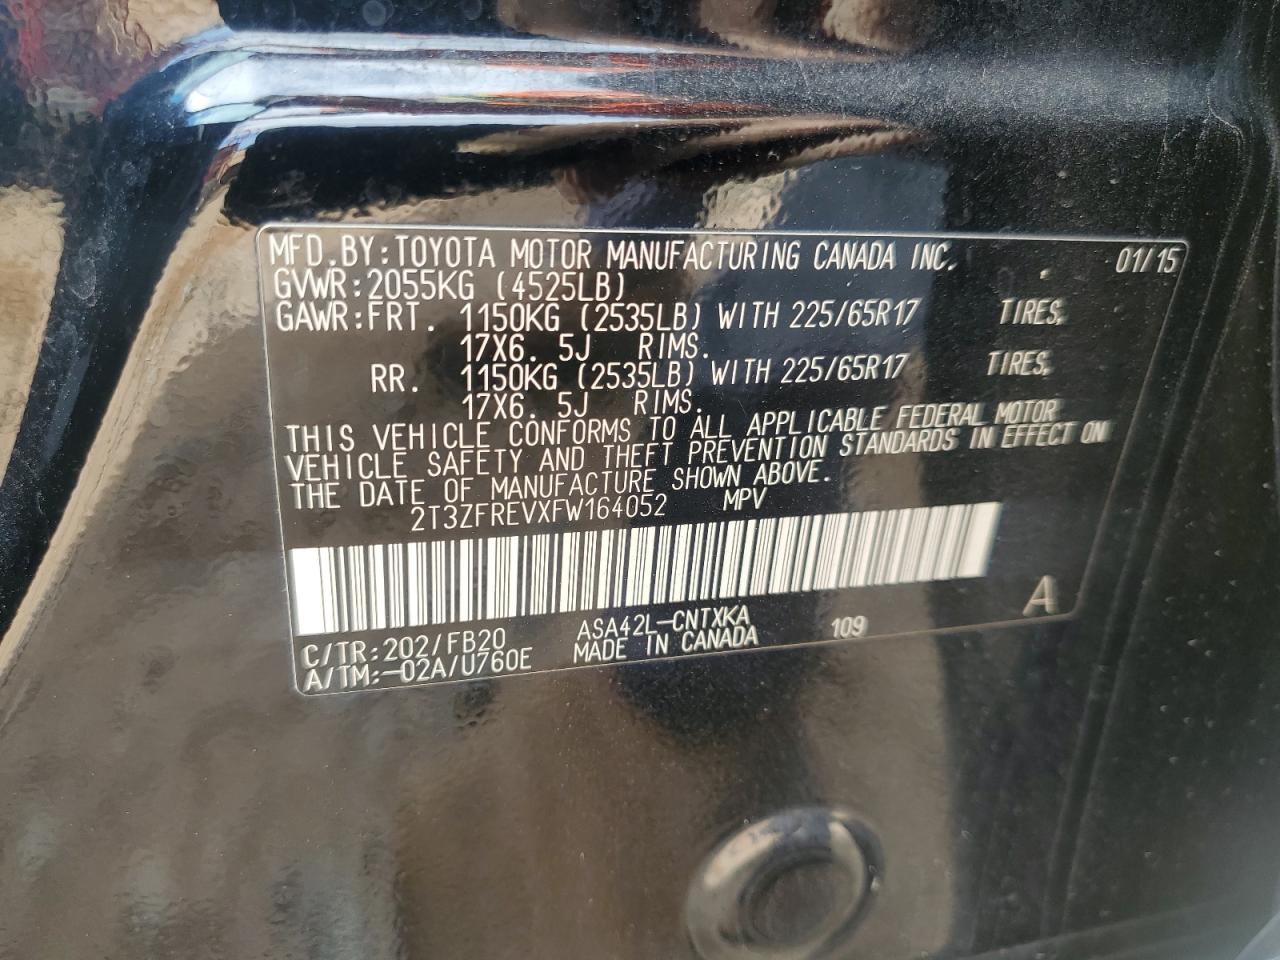 MFD.BY:TOYOTA MOTOR MANUFACTURING CANADA INC. 01/15
GVWR:2055KG (4525LB)
GAWR:FRT. 1150KG (2535LB) WITH 225/65R17 TIRES,
17X6. 5J RIMS.
RR. 1150KG (2535LB) WITH 225/65R17 TIRES,
17X6. 5J RIMS.
THIS VEHICLE CONFORMS TO ALL APPLICABLE FEDERAL MOTOR
VEHICLE SAFETY AND THEFT PREVENTION STANDARDS IN EFFECT ON
THE DATE OF MANUFACTURE SHOWN ABOVE.
2T3ZFREVXFW164052 MPV
A
C/TR:202/FB20 ASA42L-CNTXKA 109
A/TM:-02A/U760E MADE IN CANADA